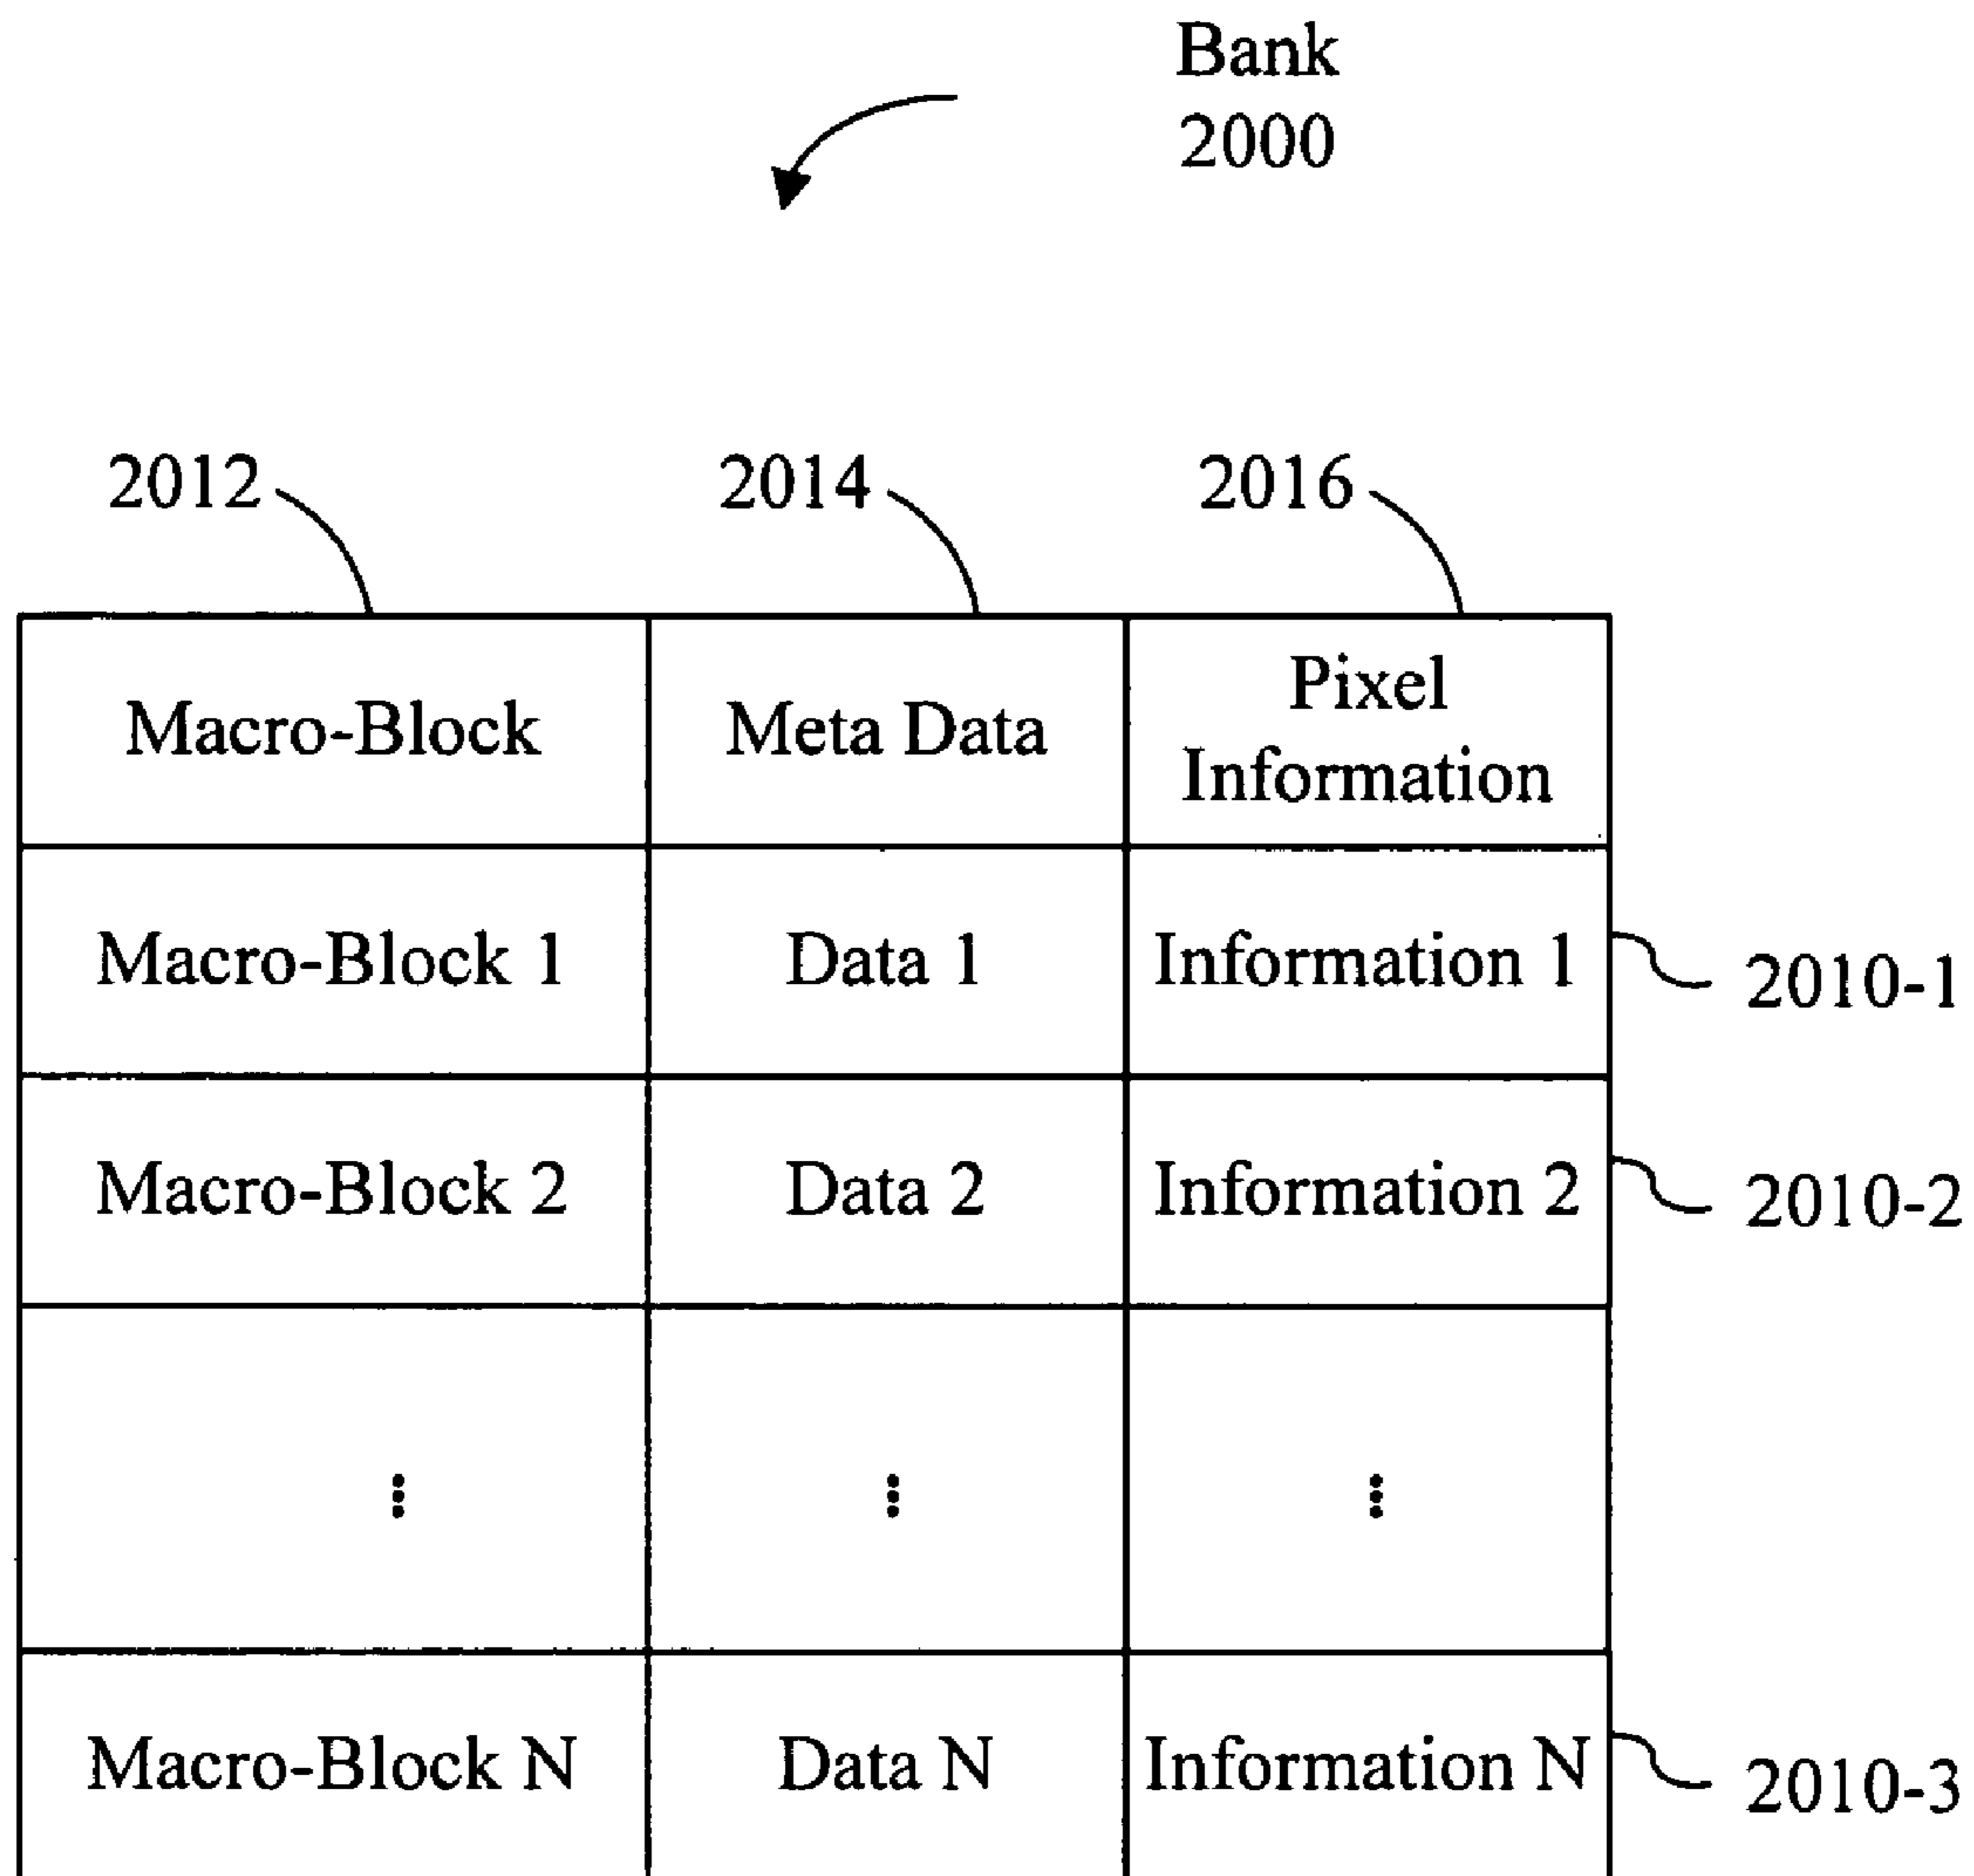 Bank
2000
2012
2014
2016
Macro-Block
Meta Data
Pixel
Information
Macro-Block 1
Data 1
Information 1
2010-1
Macro-Block 2
Data 2
Information 2
2010-2
Macro-Block N
Data N
Information N
2010-3